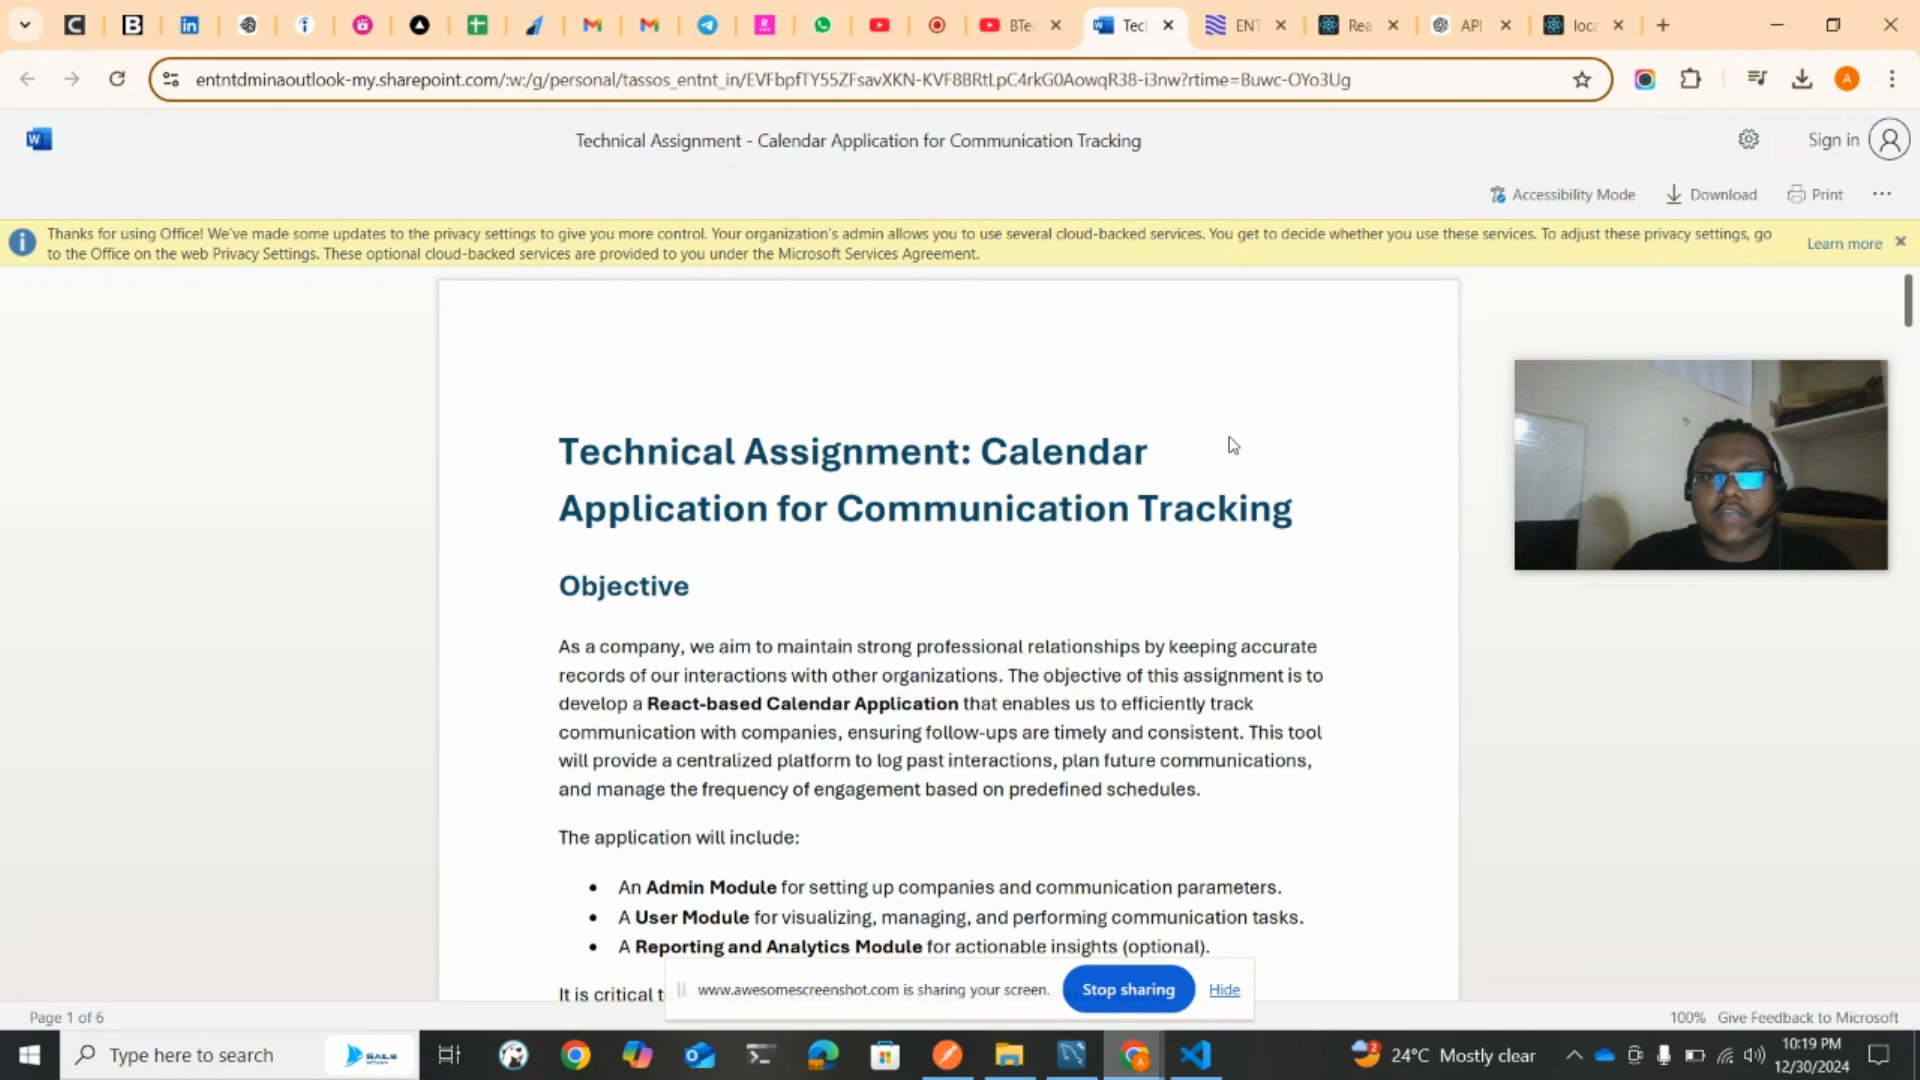 BTe
Tec
ENT
Rea
API
loca
entntdminaoutlook-my.sharepoint.com/:w:/g/personal/tassos_entnt_in/EVFbpfTY55ZFsavXKN-KVF8BRtLpC4rkG0AowqR38-i3nw?rtime=Buwc-OYo3Ug
A
Technical Assignment - Calendar Application for Communication Tracking
Sign in
Accessibility Mode
Download
Print
Thanks for using Office! We've made some updates to the privacy settings to give you more control. Your organization's admin allows you to use several cloud-backed services. You get to decide whether you use these services. To adjust these privacy settings, go
to the Office on the web Privacy Settings. These optional cloud-backed services are provided to you under the Microsoft Services Agreement.
Learn more
Technical Assignment: Calendar
Application for Communication Tracking
Objective
As a company, we aim to maintain strong professional relationships by keeping accurate
records of our interactions with other organizations. The objective of this assignment is to
develop a React-based Calendar Application that enables us to efficiently track
communication with companies, ensuring follow-ups are timely and consistent. This tool
will provide a centralized platform to log past interactions, plan future communications,
and manage the frequency of engagement based on predefined schedules.
The application will include:
• An Admin Module for setting up companies and communication parameters.
• A User Module for visualizing, managing, and performing communication tasks.
• A Reporting and Analytics Module for actionable insights (optional).
It is critical t
www.awesomescreenshot.com is sharing your screen.
Stop sharing
Hide
Page 1 of 6
100%
Give Feedback to Microsoft
Type here to search
24°C Mostly clear
10:19 PM
12/30/2024